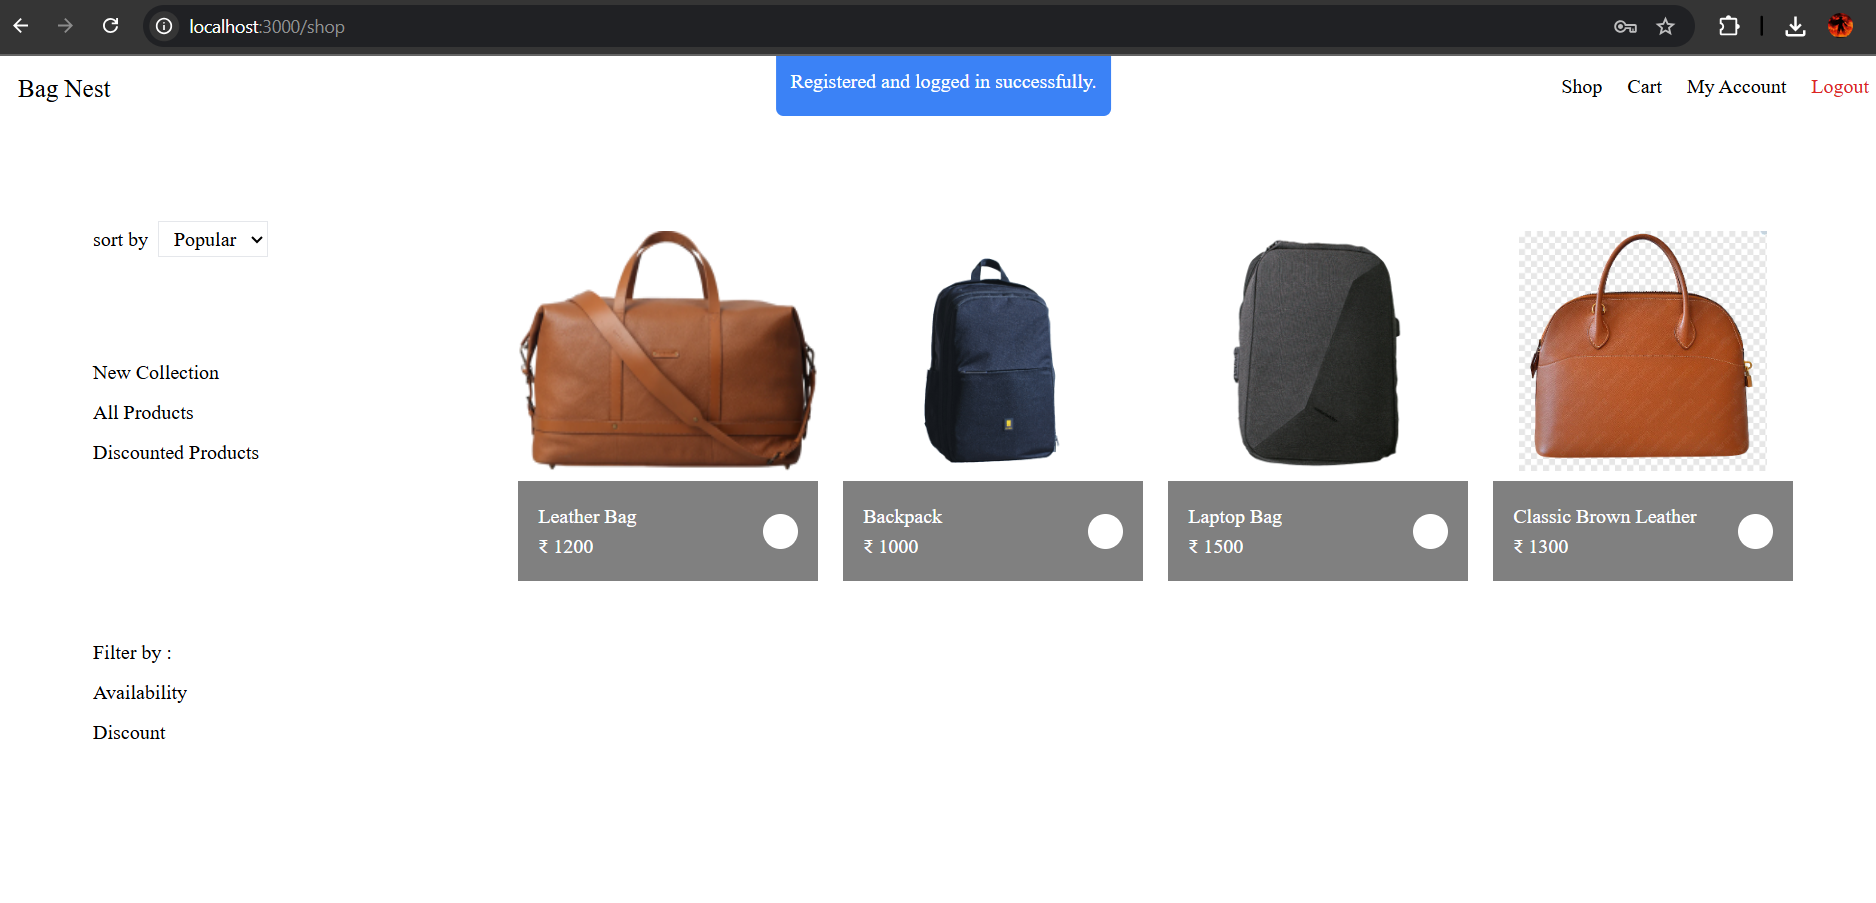 localhost:3000/shop
Bag Nest
Registered and logged in successfully.
Shop Cart My Account Logout
sort by Popular
New Collection
All Products
Discounted Products
Leather Bag
₹ 1200
Backpack
₹ 1000
Laptop Bag
₹ 1500
Classic Brown Leather
₹ 1300
Filter by :
Availability
Discount